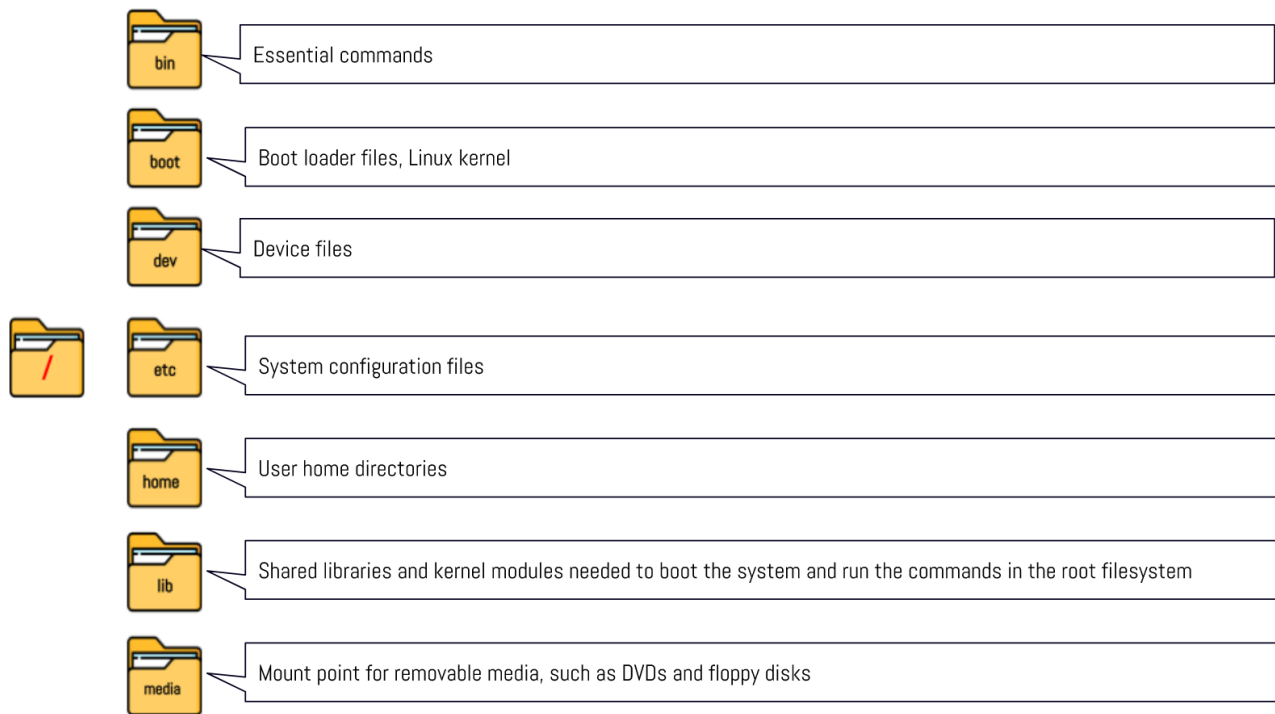 bin
Essential commands
boot
Boot loader files, Linux kernel
dev
Device files
/
etc
System configuration files
home
User home directories
lib
Shared libraries and kernel modules needed to boot the system and run the commands in the root filesystem
media
Mount point for removable media, such as DVDs and floppy disks